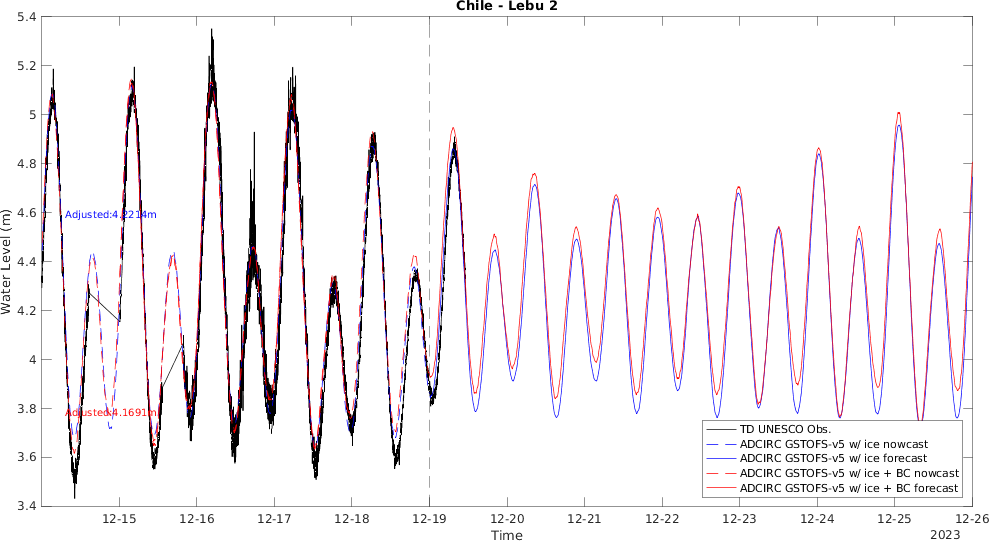 Chile - Lebu 2
Water Level (m)
5.4
5.2
5
4.8
4.6
4.4
4.2
4
3.8
3.6
3.4
Adjusted:4.2214m
Adjusted:4.1691m
TD UNESCO Obs.
ADCIRC GSTOFS-v5 w/ ice nowcast
ADCIRC GSTOFS-v5 w/ ice forecast
ADCIRC GSTOFS-v5 w/ ice + BC nowcast
ADCIRC GSTOFS-v5 w/ ice + BC forecast
12-15 12-16 12-17 12-18 12-19 12-20 12-21 12-22 12-23 12-24 12-25 12-26
Time
2023